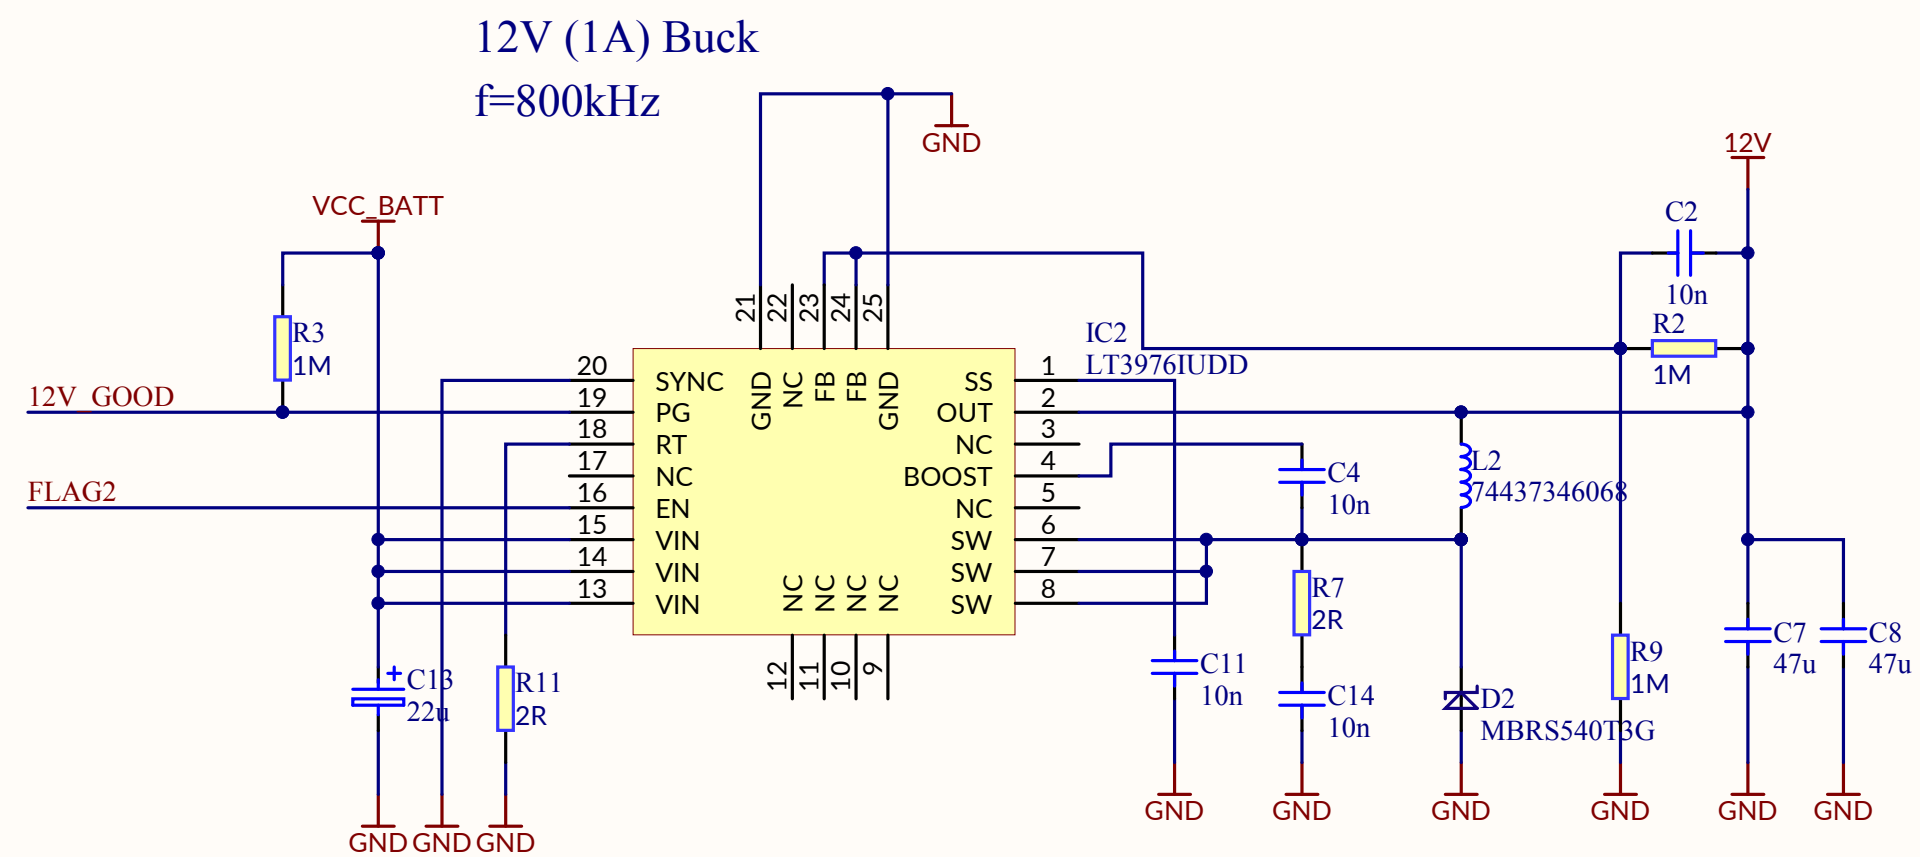 12V (1A) Buck
f=800kHz
GND
12V
VCC_BATT
C2
10n
R2
1M
R3
1M
IC2
LT3976IUDD
21
22
23
24
25
GND
NC
FB
FB
GND
12V_GOOD
FLAG2
20
SYNC
19
PG
18
RT
17
NC
16
EN
15
VIN
14
VIN
13
VIN
SS
1
OUT
2
NC
3
BOOST
4
NC
5
SW
6
SW
7
SW
8
NC
NC
NC
NC
12
11
10
9
C4
10n
L2
74437346068
R7
2R
C13
22u
R11
2R
C11
10n
C14
10n
D2
MBRS540T3G
R9
1M
C7
47u
C8
47u
GND
GND
GND
GND
GND
GND
GND
GND
GND